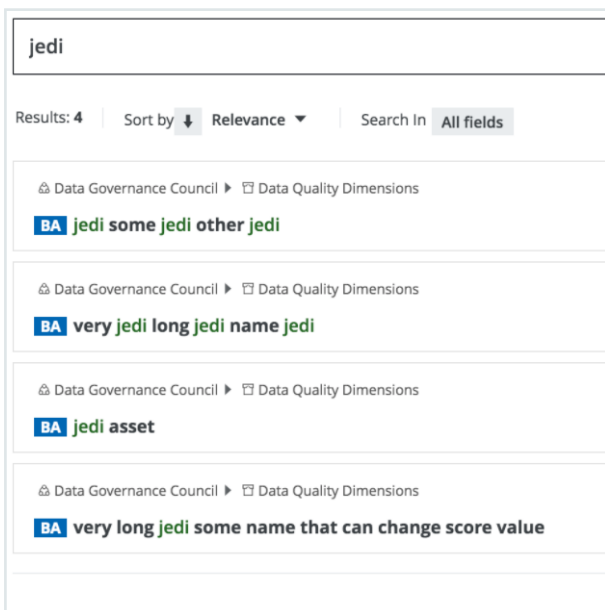 jedi
Results: 4 Sort by Relevance Search In All fields
Data Governance Council Data Quality Dimensions
BA jedi some jedi other jedi
Data Governance Council Data Quality Dimensions
BA very jedi long jedi name jedi
Data Governance Council Data Quality Dimensions
BA jedi asset
Data Governance Council Data Quality Dimensions
BA very long jedi some name that can change score value